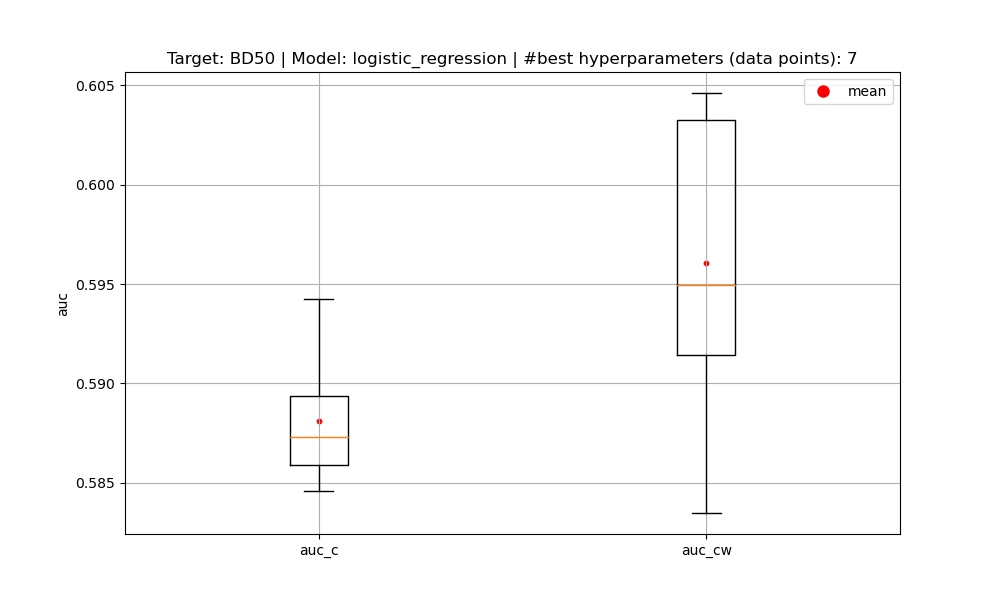 Target: BD50 | Model: logistic_regression | #best hyperparameters (data points): 7
mean
0.605
0.600
0.595
0.590
0.585
auc
auc_c
auc_cw